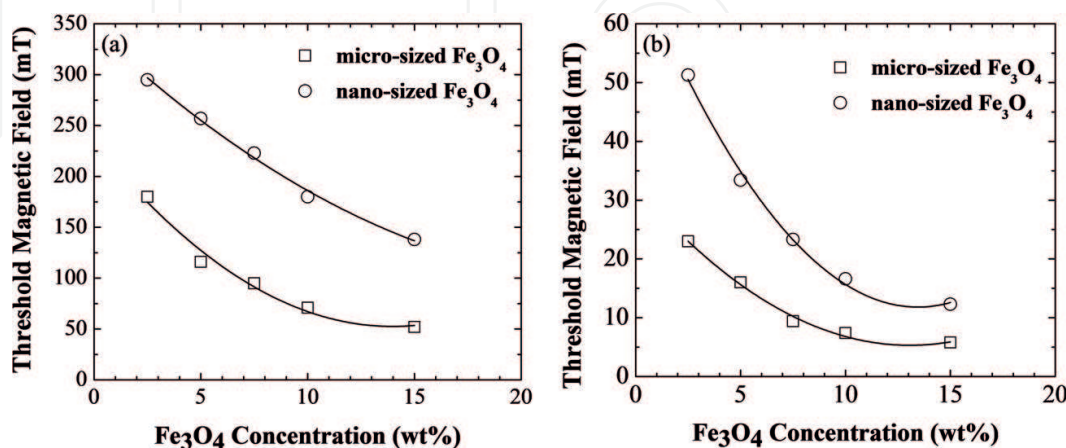 (a)
micro-sized Fe₃O₄
nano-sized Fe₃O₄
Threshold Magnetic Field (mT)
350
300
250
200
150
100
50
0
0 5 10 15 20
Fe₃O₄ Concentration (wt%)
(b)
micro-sized Fe₃O₄
nano-sized Fe₃O₄
Threshold Magnetic Field (mT)
60
50
40
30
20
10
0
0 5 10 15 20
Fe₃O₄ Concentration (wt%)